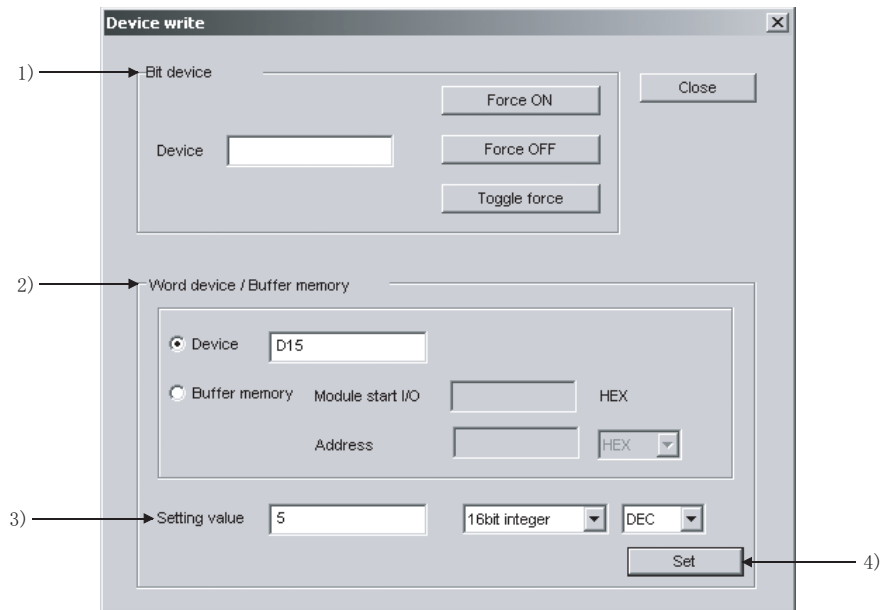 Device write
1)
Bit device
Force ON
Close
Device
Force OFF
Toggle force
2)
Word device / Buffer memory
Device D15
Buffer memory Module start I/O HEX
Address HEX
3)
Setting value 5 16bit integer DEC
Set
4)